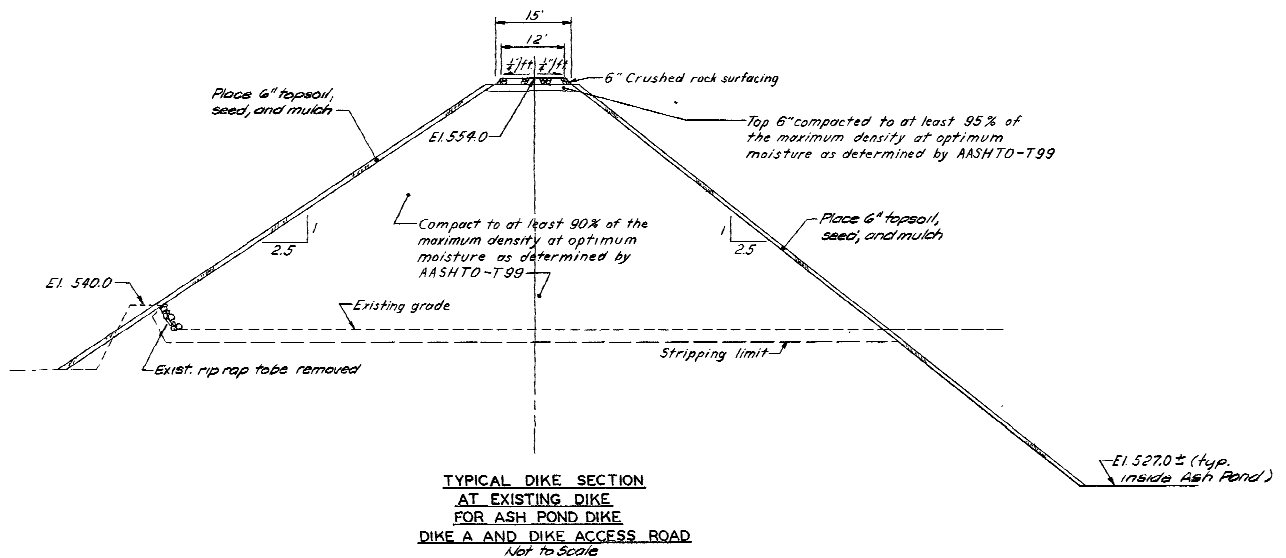 15'
12'
1/4"/ft. 1/4"/ft.
6" Crushed rock surfacing
Place 6" topsoil,
seed, and mulch
El. 554.0
Top 6" compacted to at least 95% of
the maximum density at optimum
moisture as determined by AASHTO-T99
Compact to at least 90% of the
maximum density at optimum
moisture as determined by
AASHTO-T99
1
2.5
1
2.5
Place 6" topsoil,
seed, and mulch
El. 540.0
Existing grade
Stripping limit
Exist. rip rap to be removed
El. 527.0 ± (typ.
inside Ash Pond)
TYPICAL DIKE SECTION
AT EXISTING DIKE
FOR ASH POND DIKE
DIKE A AND DIKE ACCESS ROAD
Not to Scale